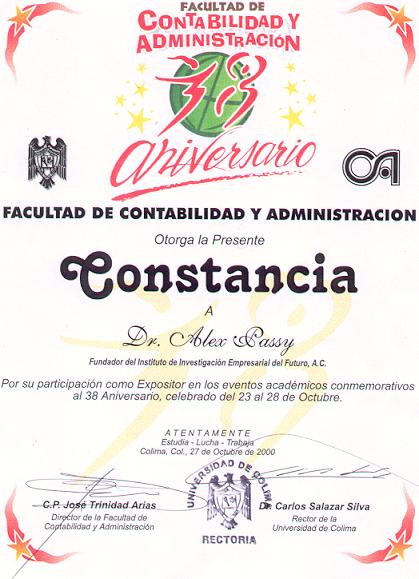 FACULTAD DE
CONTABILIDAD Y
ADMINISTRACIÓN
38
aniversario
CA
FACULTAD DE CONTABILIDAD Y ADMINISTRACION
Otorga la Presente
Constancia
A
Dr. Alex Passy
Fundador del Instituto de Investigación Empresarial del Futuro, A.C.
Por su participación como Expositor en los eventos académicos conmemorativos
al 38 Aniversario, celebrado del 23 al 28 de Octubre.
ATENTAMENTE
Estudia - Lucha - Trabaja
Colima, Col., 27 de Octubre de 2000
UNIVERSIDAD DE COLIMA
RECTORIA
C.P. José Trinidad Arias
Director de la Facultad de
Contabilidad y Administración
Dr. Carlos Salazar Silva
Rector de la
Universidad de Colima